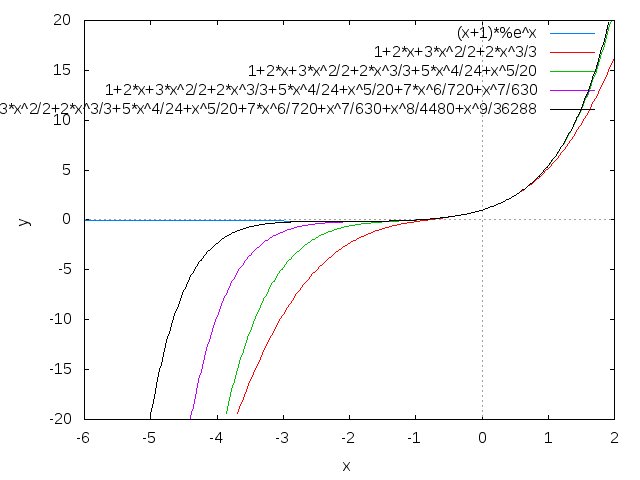 20
15
10
5
0
-5
-10
-15
-20
y
(x+1)*%e^x
1+2*x+3*x^2/2+2*x^3/3
1+2*x+3*x^2/2+2*x^3/3+5*x^4/24+x^5/20
1+2*x+3*x^2/2+2*x^3/3+5*x^4/24+x^5/20+7*x^6/720+x^7/630
3*x^2/2+2*x^3/3+5*x^4/24+x^5/20+7*x^6/720+x^7/630+x^8/4480+x^9/36288
-6 -5 -4 -3 -2 -1 0 1 2
x